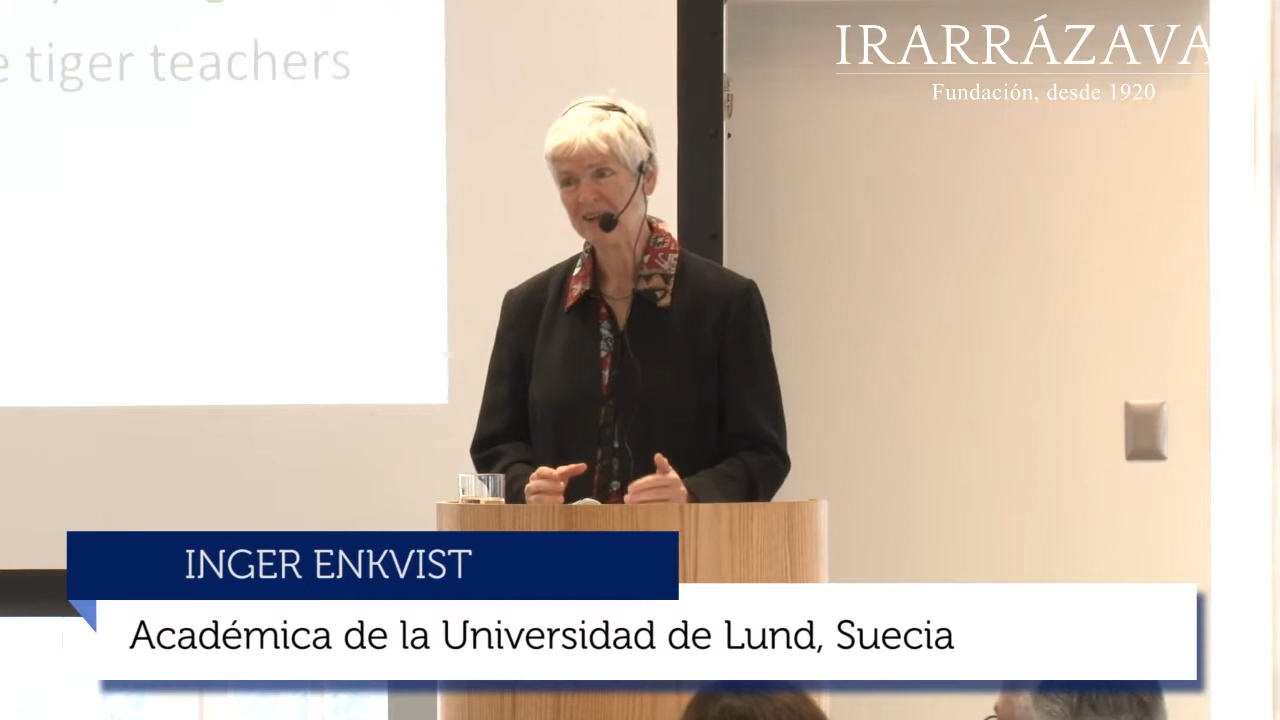 tiger teachers
IRARRÁZAVA
Fundación, desde 1920
INGER ENKVIST
Académica de la Universidad de Lund, Suecia